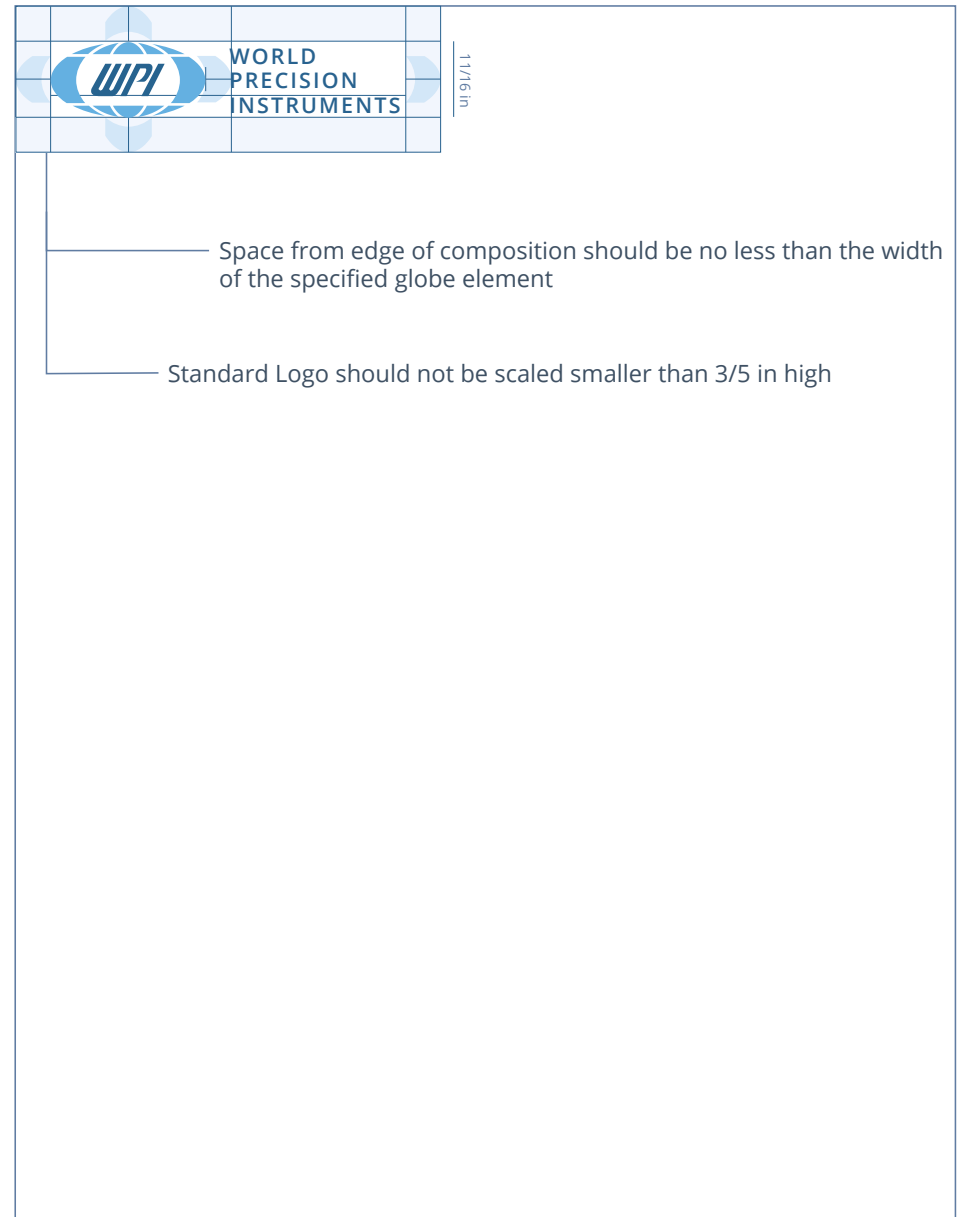 WPI
WORLD
PRECISION
INSTRUMENTS
11/16 in
Space from edge of composition should be no less than the width
of the specified globe element
Standard Logo should not be scaled smaller than 3/5 in high